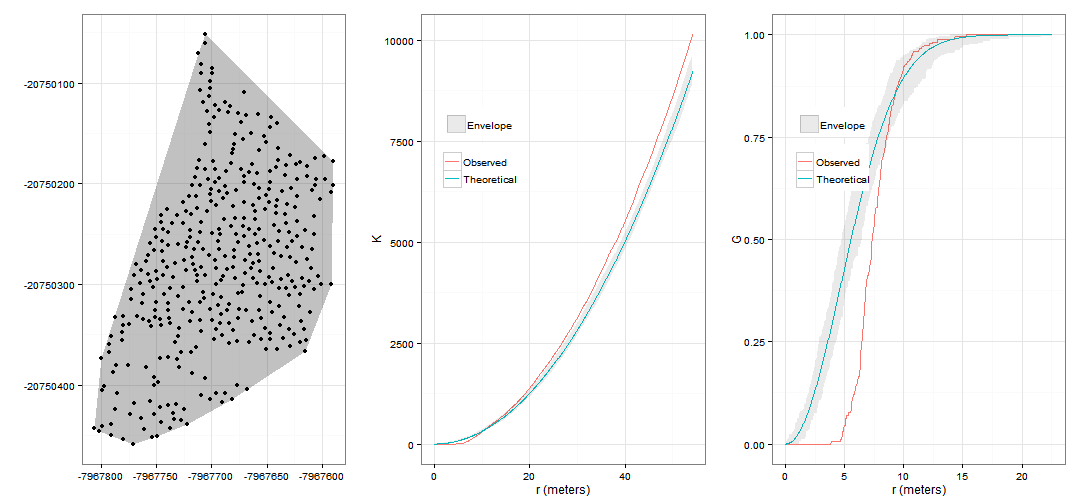 -20750100
-20750200
-20750300
-20750400
-7967800
-7967750
-7967700
-7967650
-7967600
K
10000
7500
5000
2500
0
Envelope
Observed
Theoretical
0
20
40
r (meters)
G
1.00
0.75
0.50
0.25
0.00
Envelope
Observed
Theoretical
0
5
10
15
20
r (meters)